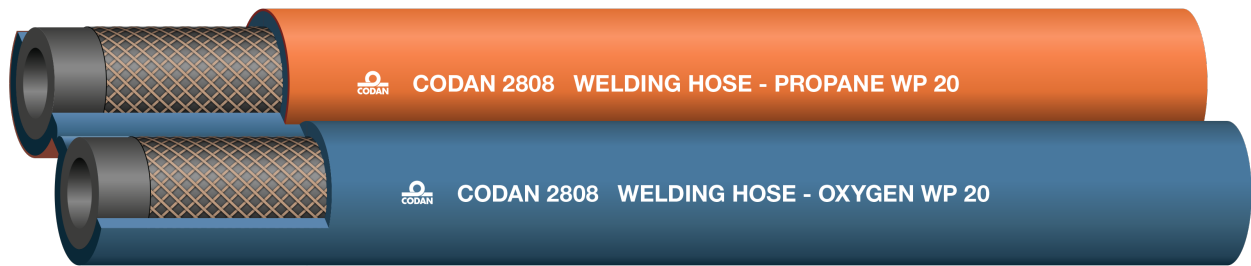 CODAN CODAN 2808 WELDING HOSE - PROPANE WP 20
CODAN CODAN 2808 WELDING HOSE - OXYGEN WP 20